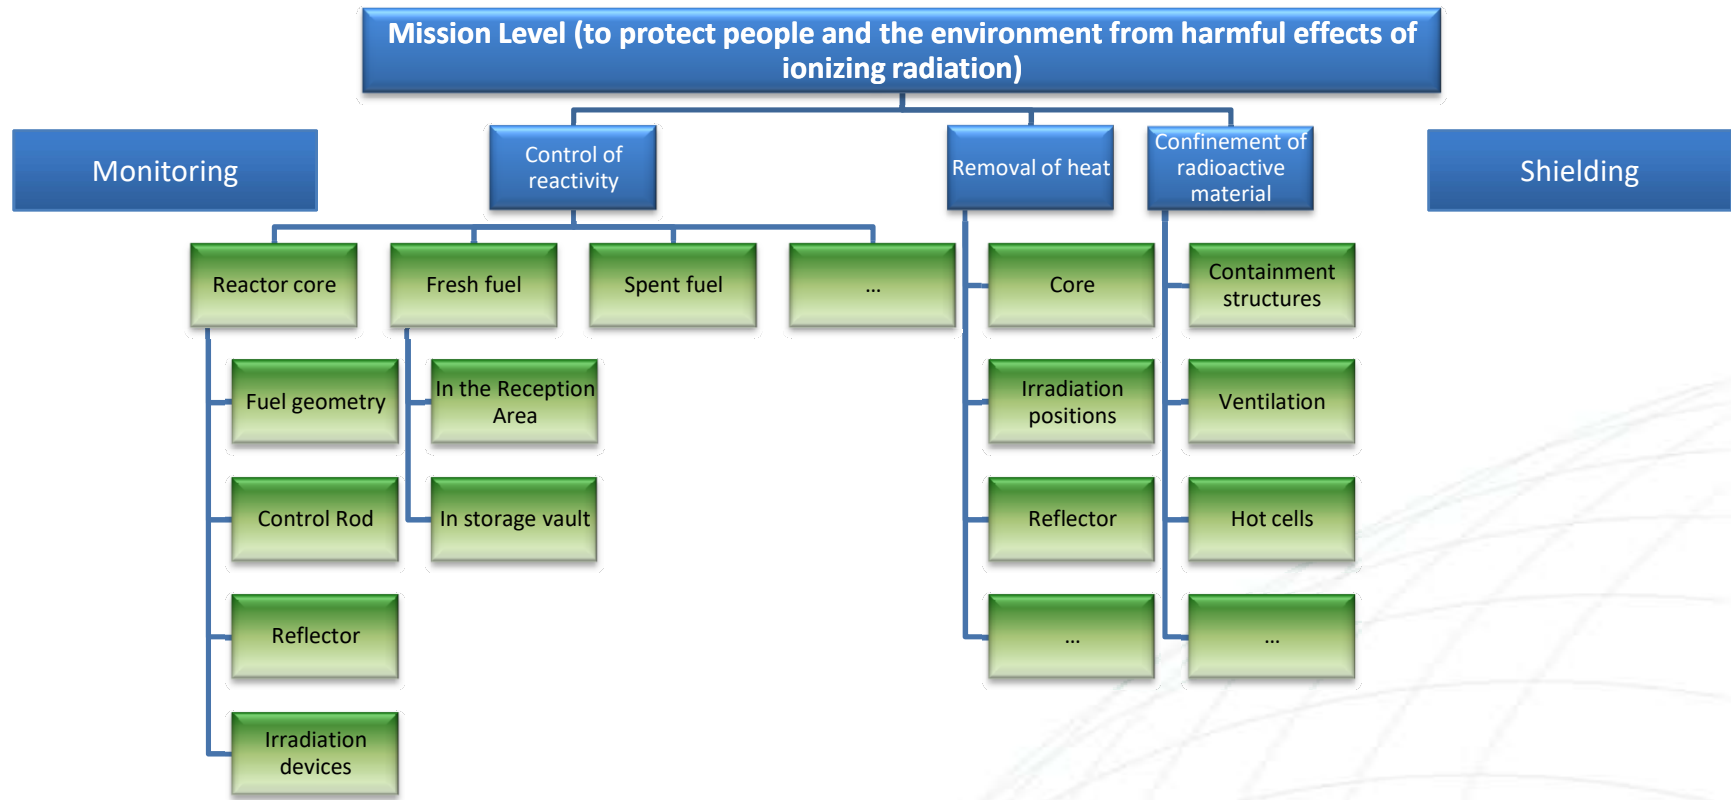 Mission Level (to protect people and the environment from harmful effects of
ionizing radiation)
Monitoring
Control of
reactivity
Removal of heat
Confinement of
radioactive
material
Shielding
Reactor core
Fresh fuel
Spent fuel
...
Core
Containment
structures
Fuel geometry
In the Reception
Area
Irradiation
positions
Ventilation
Control Rod
In storage vault
Reflector
Hot cells
Reflector
...
...
Irradiation
devices